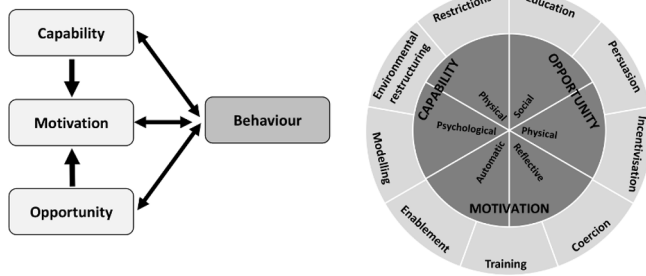 Capability
Motivation
Opportunity
Behaviour
Restrictions
Education
Persuasion
Incentivisation
Coercion
Training
Enablement
Modelling
Environmental
restructuring
CAPABILITY
OPPORTUNITY
MOTIVATION
Physical
Social
Psychological
Physical
Automatic
Reflective